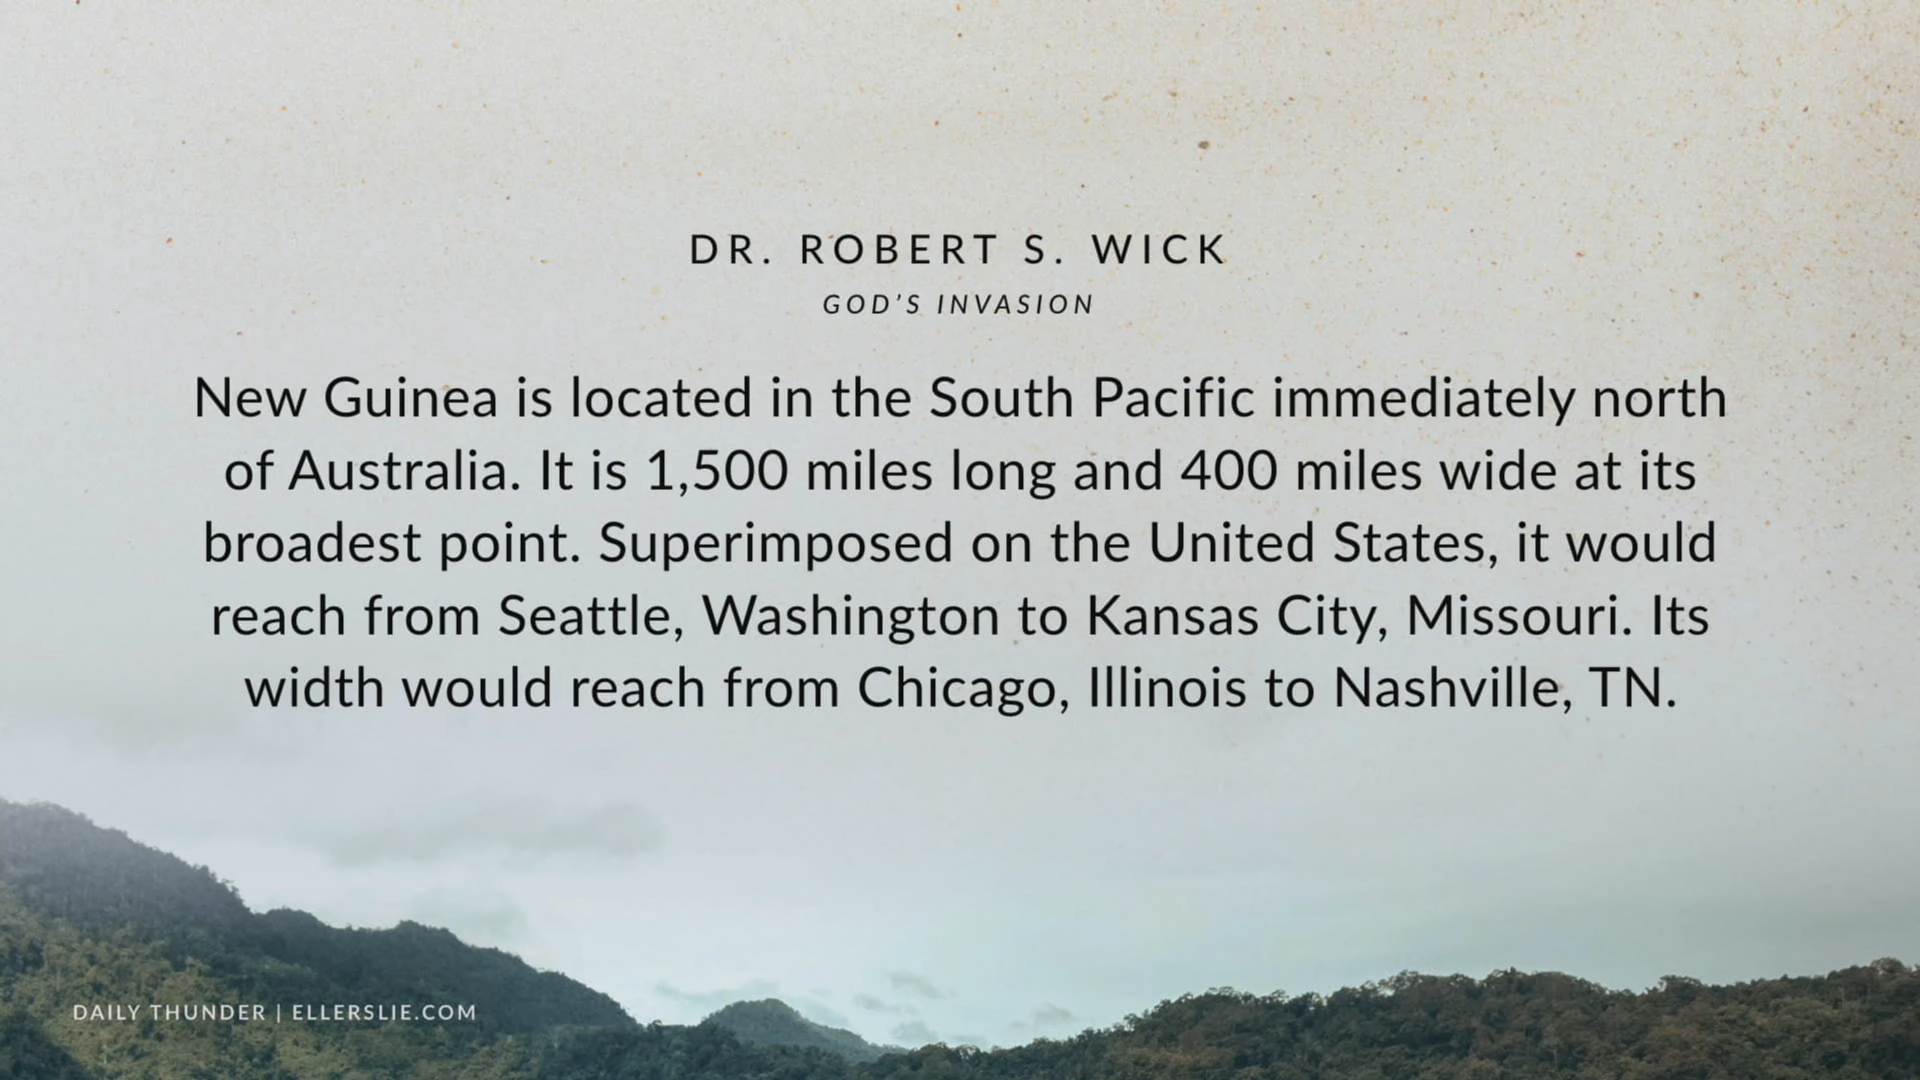 DR. ROBERT S. WICK
GOD'S INVASION
New Guinea is located in the South Pacific immediately north
of Australia. It is 1,500 miles long and 400 miles wide at its
broadest point. Superimposed on the United States, it would
reach from Seattle, Washington to Kansas City, Missouri. Its
width would reach from Chicago, Illinois to Nashville, TN.
DAILY THUNDER | ELLERSLIE.COM